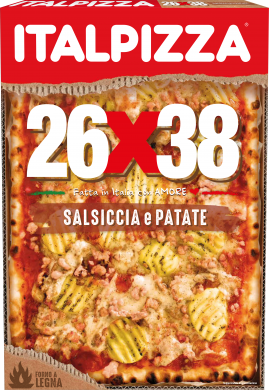 ITALPIZZA®
26x38
Fatta in Italia con AMORE
SALSICCIA e PATATE
FORNO A
LEGNA